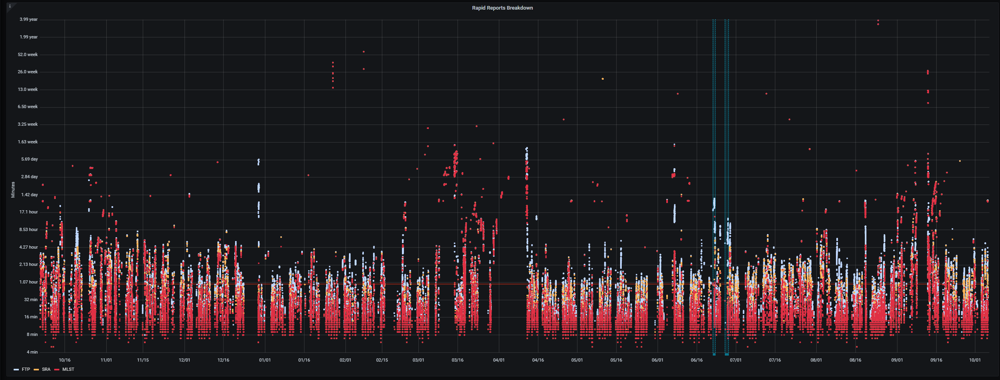 i
Rapid Reports Breakdown
3.99 year
1.99 year
52.0 week
26.0 week
13.0 week
6.50 week
3.25 week
1.63 week
5.69 day
2.84 day
1.42 day
17.1 hour
8.53 hour
4.27 hour
2.13 hour
1.07 hour
32 min
16 min
8 min
4 min
Minutes
10/16 11/01 11/15 12/01 12/16 01/01 01/16 02/01 02/15 03/01 03/16 04/01 04/16 05/01 05/16 06/01 06/16 07/01 07/16 08/01 08/16 09/01 09/16 10/01
FTP SRA MLST